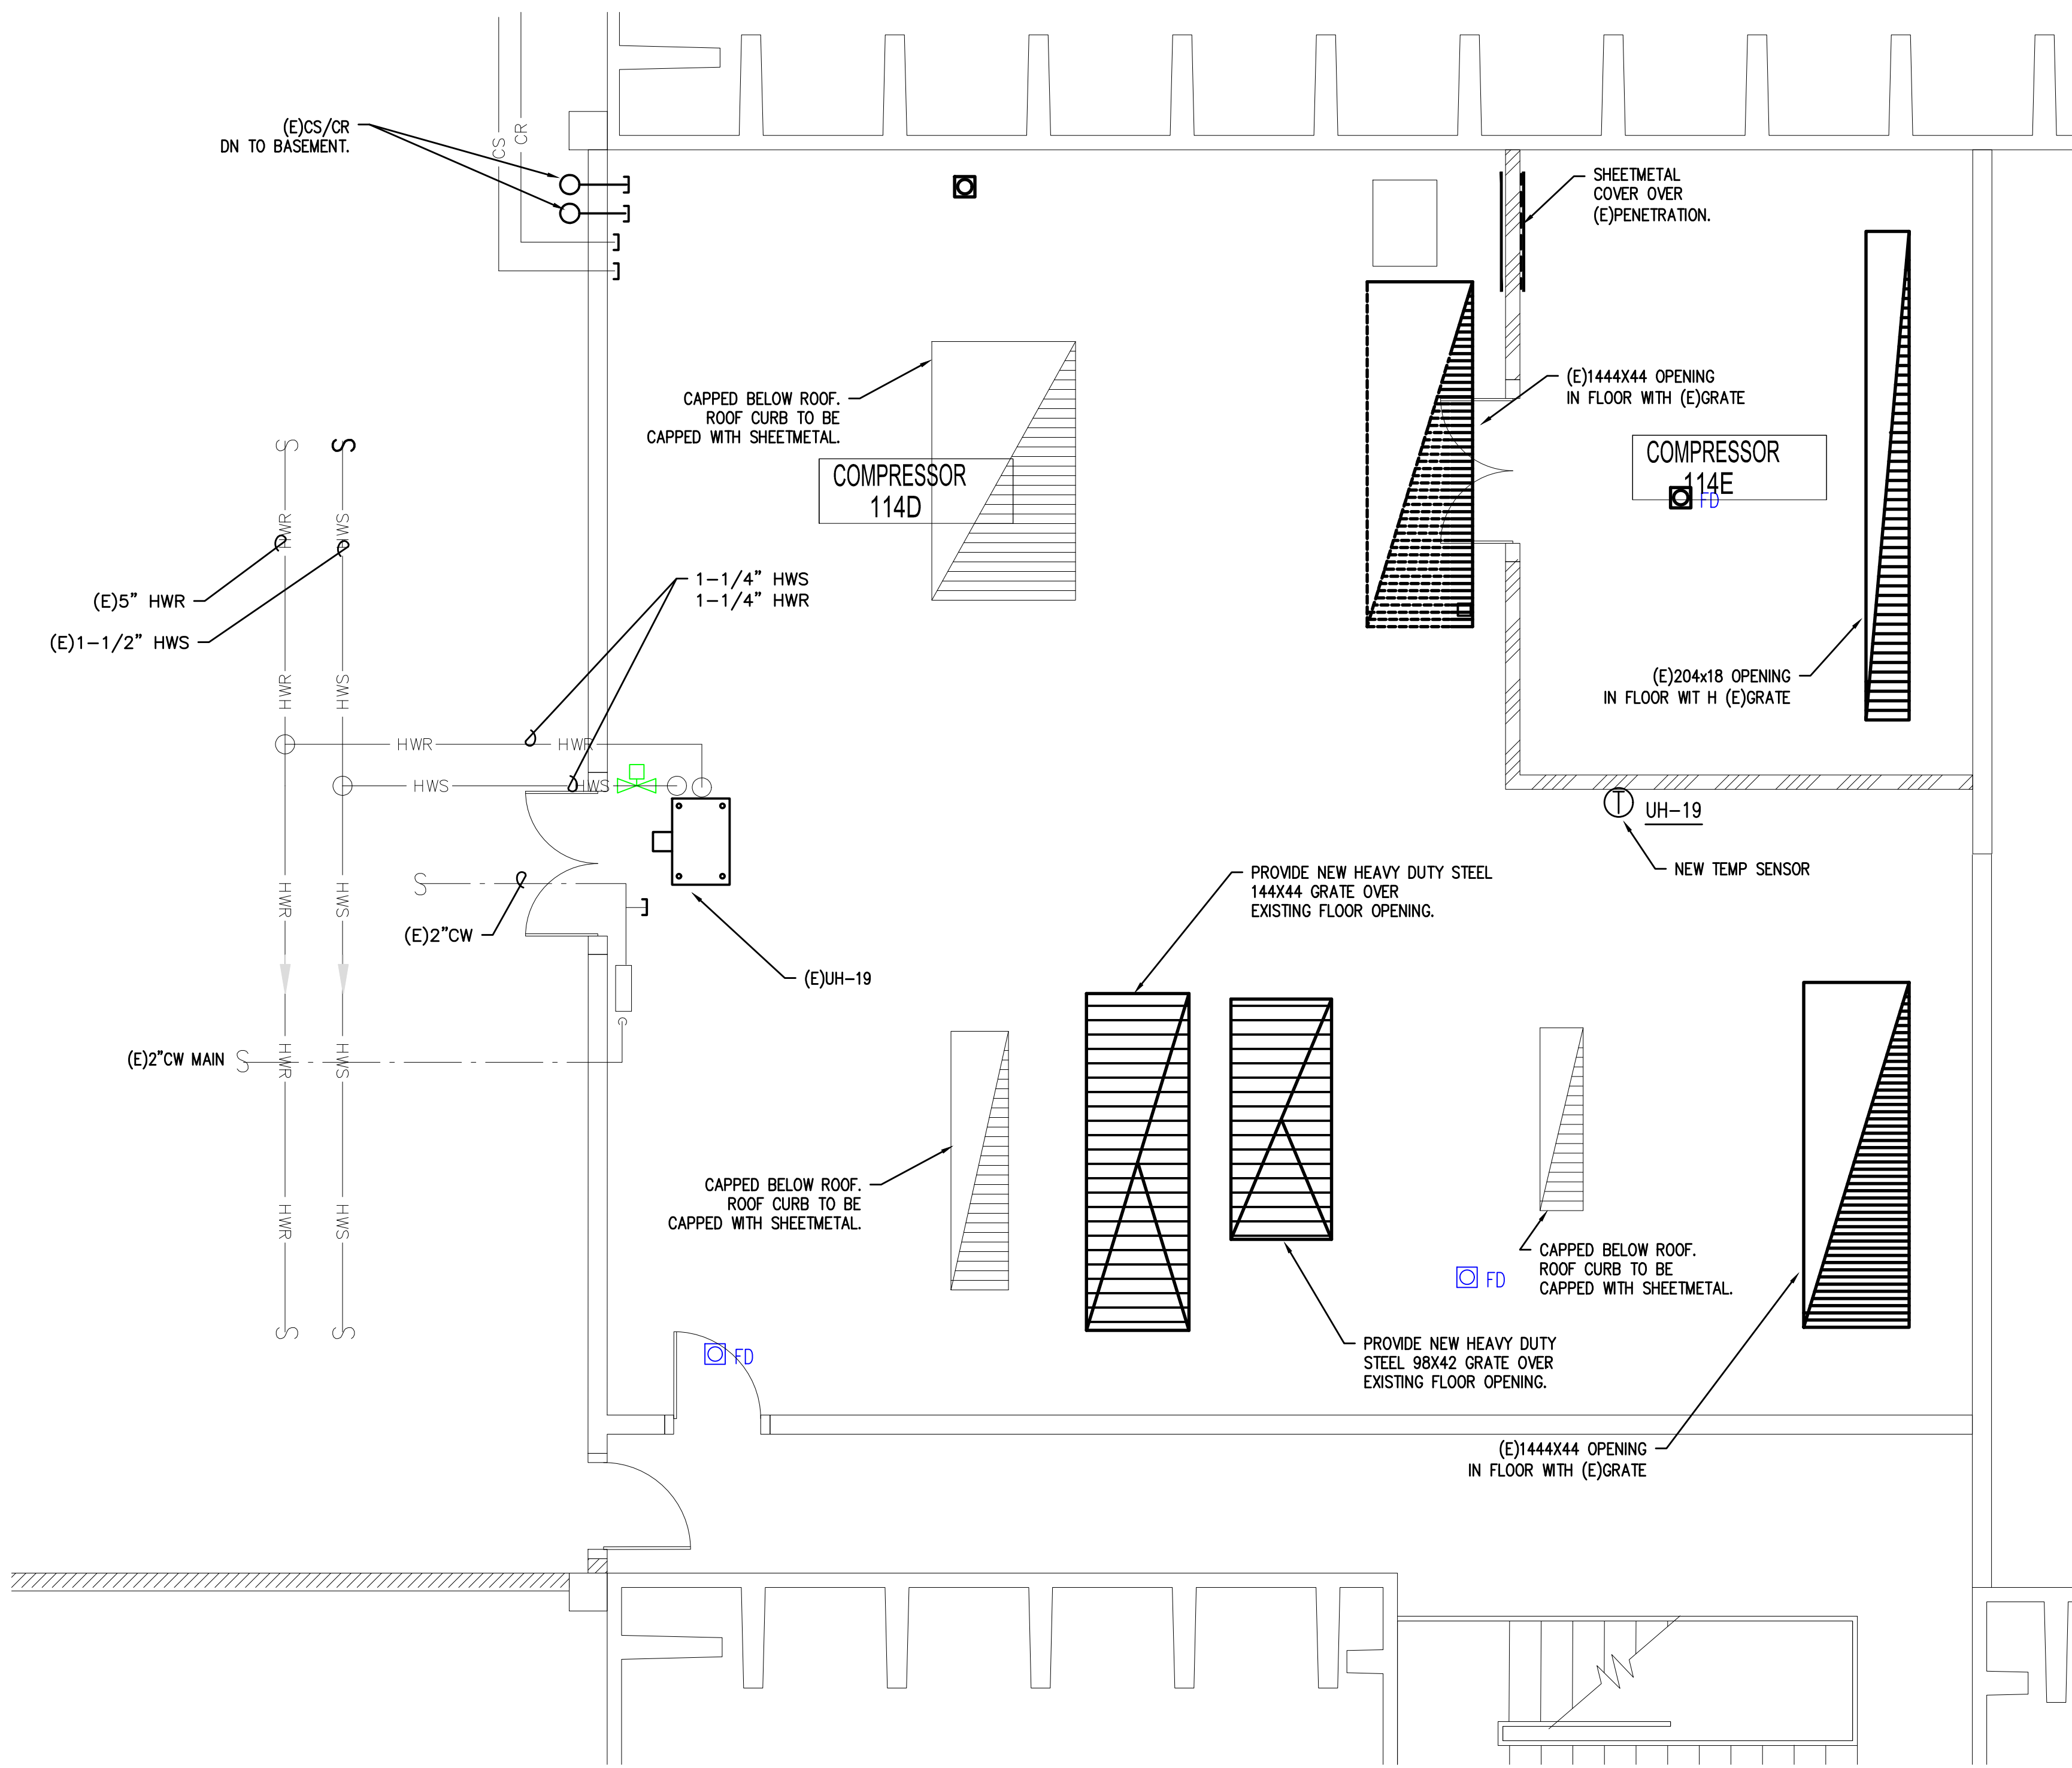 CS
CR
(E)CS/CR
DN TO BASEMENT.
SHEETMETAL
COVER OVER
(E)PENETRATION.
CAPPED BELOW ROOF.
ROOF CURB TO BE
CAPPED WITH SHEETMETAL.
(E)1444X44 OPENING
IN FLOOR WITH (E)GRATE
COMPRESSOR
114D
COMPRESSOR
114E
FD
S
S
HWR
HWS
(E)5" HWR
(E)1-1/2" HWS
1-1/4" HWS
1-1/4" HWR
HWR
HWS
(E)204x18 OPENING
IN FLOOR WIT H (E)GRATE
HWR
HWR
HWS
HWS
T
UH-19
NEW TEMP SENSOR
HWR
HWS
S
(E)2"CW
(E)UH-19
PROVIDE NEW HEAVY DUTY STEEL
144X44 GRATE OVER
EXISTING FLOOR OPENING.
G
(E)2"CW MAIN
S
HWR
HWS
CAPPED BELOW ROOF.
ROOF CURB TO BE
CAPPED WITH SHEETMETAL.
HWR
HWS
FD
CAPPED BELOW ROOF.
ROOF CURB TO BE
CAPPED WITH SHEETMETAL.
S
S
FD
PROVIDE NEW HEAVY DUTY
STEEL 98X42 GRATE OVER
EXISTING FLOOR OPENING.
(E)1444X44 OPENING
IN FLOOR WITH (E)GRATE